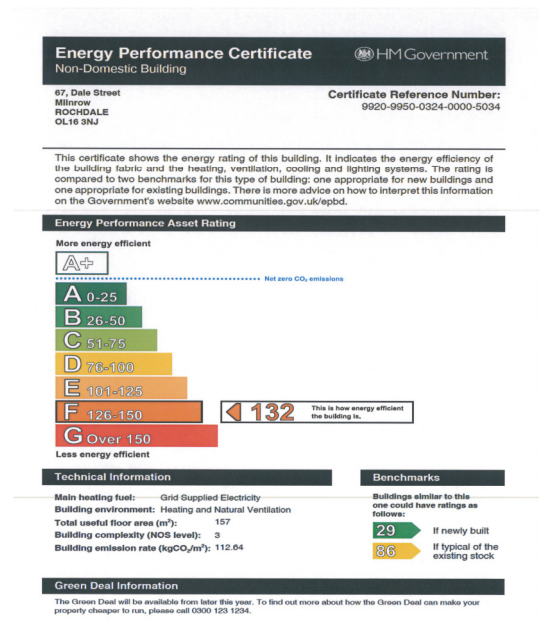 Energy Performance Certificate
HM Government
Non-Domestic Building
67, Dale Street
Milnrow
ROCHDALE
OL16 3NJ
Certificate Reference Number:
9920-9950-0324-0000-5034
This certificate shows the energy rating of this building. It indicates the energy efficiency of
the building fabric and the heating, ventilation, cooling and lighting systems. The rating is
compared to two benchmarks for this type of building: one appropriate for new buildings and
one appropriate for existing buildings. There is more advice on how to interpret this information
on the Government's website www.communities.gov.uk/epbd.
Energy Performance Asset Rating
More energy efficient
A+
Net zero CO₂ emissions
A 0-25
B 26-50
C 51-75
D 76-100
E 101-125
F 126-150
132
This is how energy efficient
the building is.
G Over 150
Less energy efficient
Technical Information
Main heating fuel: Grid Supplied Electricity
Building environment: Heating and Natural Ventilation
Total useful floor area (m²): 157
Building complexity (NOS level): 3
Building emission rate (kgCO₂/m²): 112.64
Benchmarks
Buildings similar to this
one could have ratings as
follows:
29 If newly built
86 If typical of the
existing stock
Green Deal Information
The Green Deal will be available from later this year. To find out more about how the Green Deal can make your
property cheaper to run, please call 0300 123 1234.